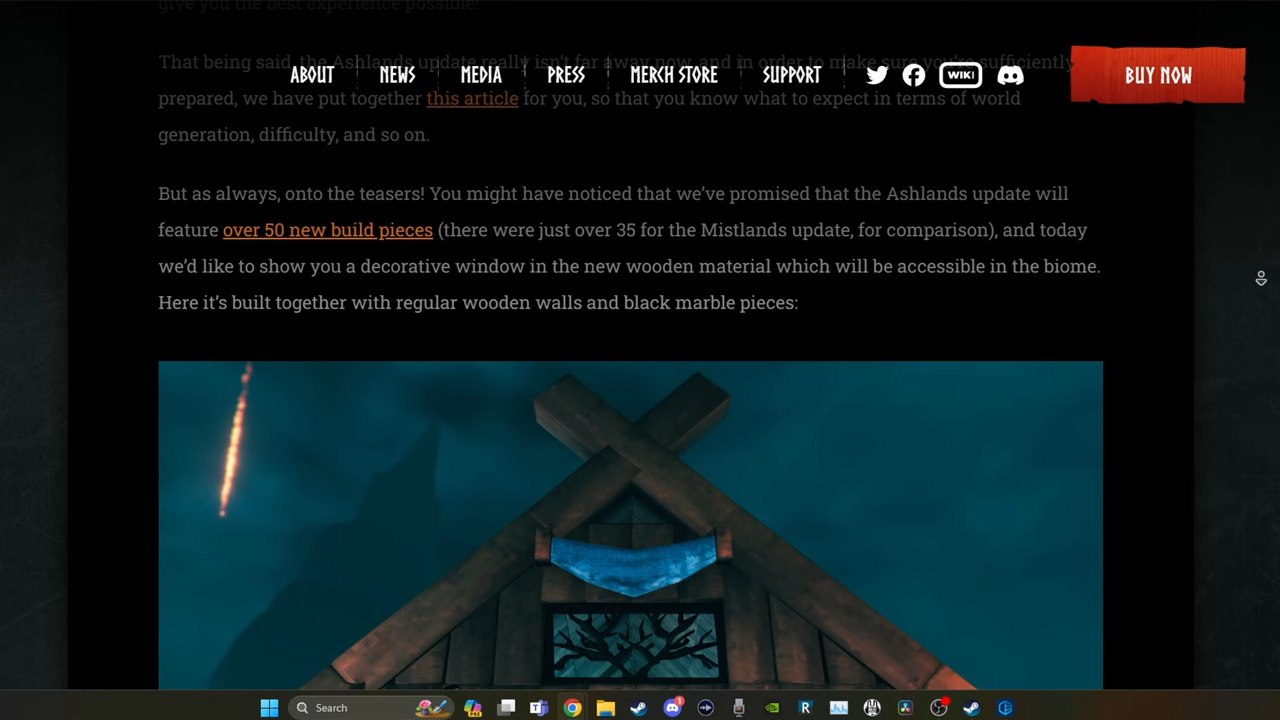 give you the best experience possible!
That being said, the Ashlands update really isn't far away now, and in order to make sure you're sufficiently
ABOUT NEWS MEDIA PRESS MERCH STORE SUPPORT WIKI BUY NOW
prepared, we have put together this article for you, so that you know what to expect in terms of world
generation, difficulty, and so on.
But as always, onto the teasers! You might have noticed that we've promised that the Ashlands update will
feature over 50 new build pieces (there were just over 35 for the Mistlands update, for comparison), and today
we'd like to show you a decorative window in the new wooden material which will be accessible in the biome.
Here it's built together with regular wooden walls and black marble pieces:
Search